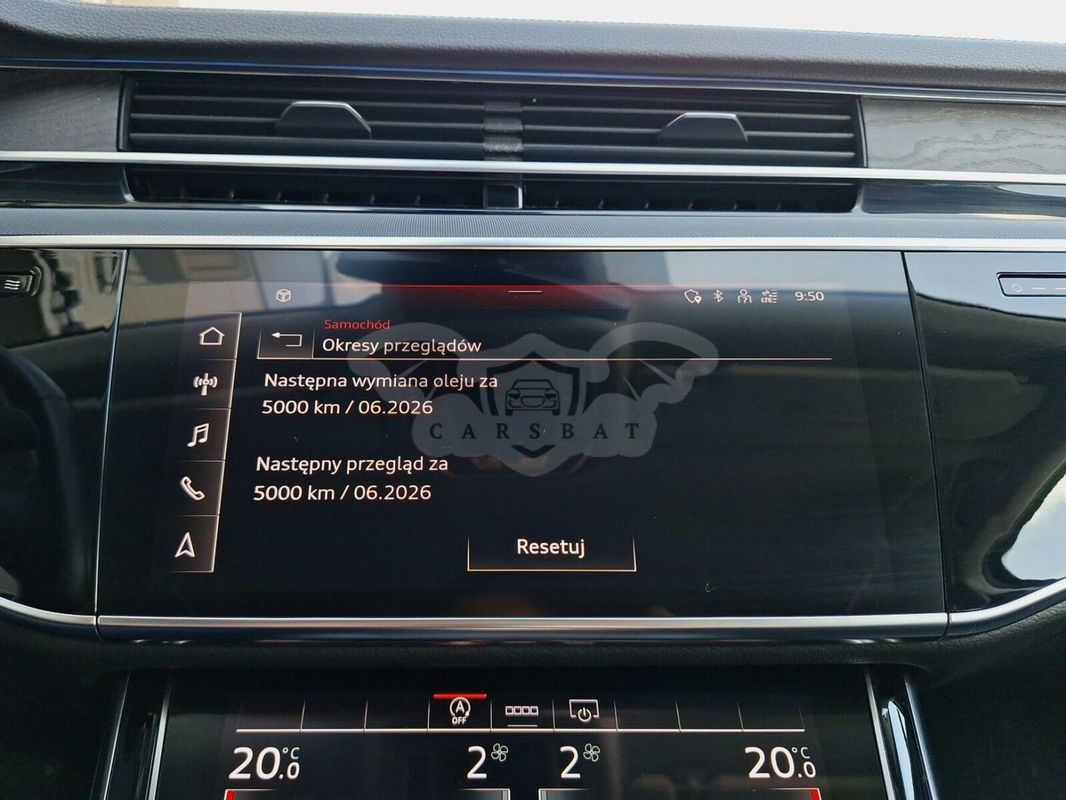 9:50
Samochód
Okresy przeglądów
Następna wymiana oleju za
5000 km / 06.2026
CARSBAT
Następny przegląd za
5000 km / 06.2026
Resetuj
A
OFF
20.0 °C
2
2
20.0 °C